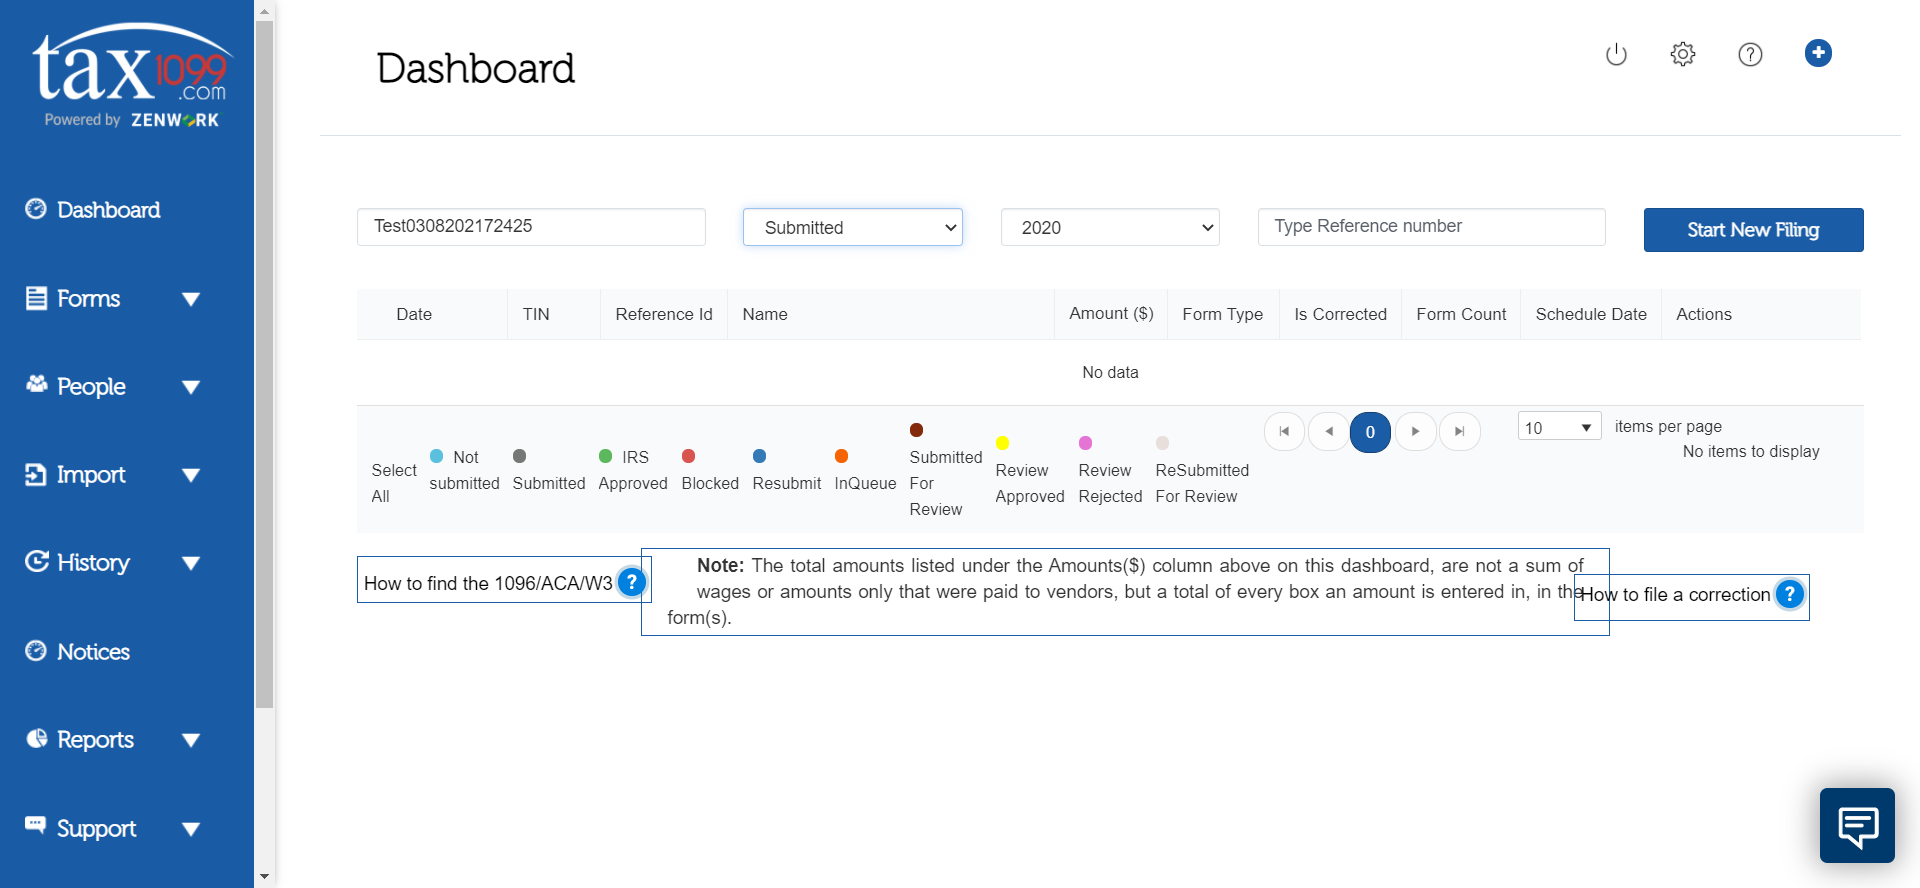 tax1099.com
Powered by ZENWORK
Dashboard
Forms
People
Import
History
Notices
Reports
Support
Dashboard
Test0308202172425
Submitted
2020
Type Reference number
Start New Filing
Date TIN Reference Id Name Amount ($) Form Type Is Corrected Form Count Schedule Date Actions
No data
Select
All
Not
submitted
Submitted
IRS
Approved
Blocked
Resubmit
InQueue
Submitted
For
Review
Review
Approved
Review
Rejected
ReSubmitted
For Review
0
10
items per page
No items to display
How to find the 1096/ACA/W3 ?
Note: The total amounts listed under the Amounts($) column above on this dashboard, are not a sum of
wages or amounts only that were paid to vendors, but a total of every box an amount is entered in, in the
form(s).
How to file a correction ?